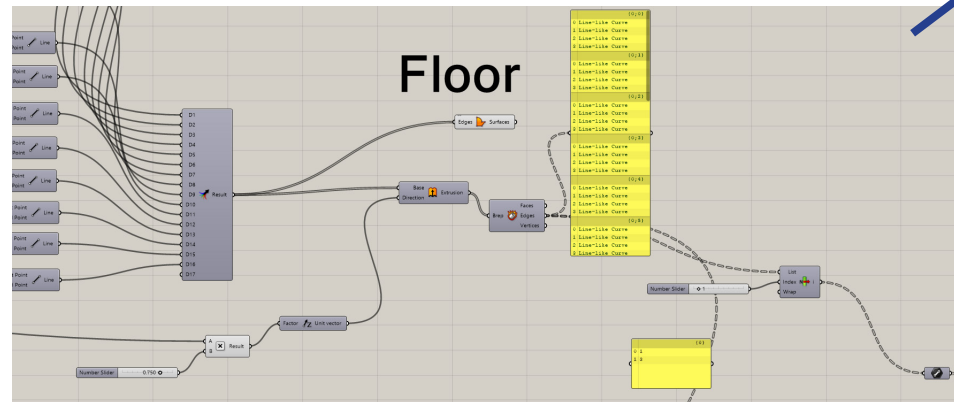 Floor
Point
Point
Line
Point
Point
Line
Point
Point
Line
Point
Point
Line
Point
Point
Line
Point
Point
Line
Point
Point
Line
Point
Point
Line
D1
D2
D3
D4
D5
D6
D7
D8
D9
D10
D11
D12
D13
D14
D15
D16
D17
Result
Edges
Surfaces
Base
Direction
Extrusion
Brep
Faces
Edges
Vertices
{0;0}
0 Line-like Curve
1 Line-like Curve
2 Line-like Curve
3 Line-like Curve
{0;1}
0 Line-like Curve
1 Line-like Curve
2 Line-like Curve
3 Line-like Curve
{0;2}
0 Line-like Curve
1 Line-like Curve
2 Line-like Curve
3 Line-like Curve
{0;3}
0 Line-like Curve
1 Line-like Curve
2 Line-like Curve
3 Line-like Curve
{0;4}
0 Line-like Curve
1 Line-like Curve
2 Line-like Curve
3 Line-like Curve
{0;5}
0 Line-like Curve
1 Line-like Curve
2 Line-like Curve
3 Line-like Curve
Number Slider
1
List
Index
Wrap
i
A
B
Result
Factor
Unit vector
Number Slider
0.750
{0}
0 1
1 3